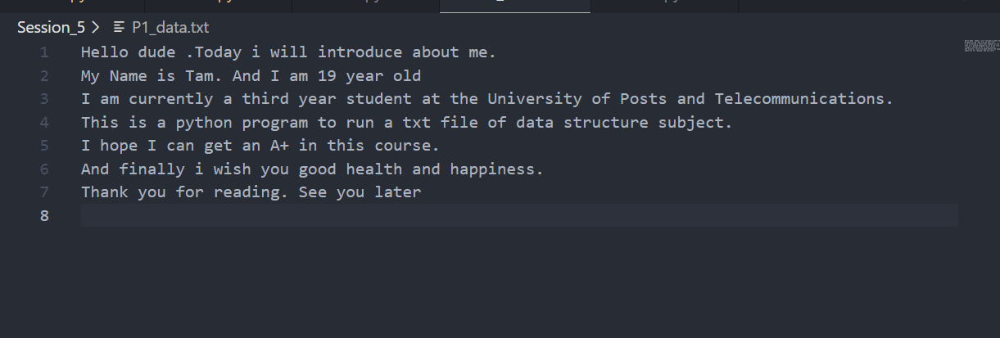 Session_5 > P1_data.txt
1 Hello dude .Today i will introduce about me.
2 My Name is Tam. And I am 19 year old
3 I am currently a third year student at the University of Posts and Telecommunications.
4 This is a python program to run a txt file of data structure subject.
5 I hope I can get an A+ in this course.
6 And finally i wish you good health and happiness.
7 Thank you for reading. See you later
8